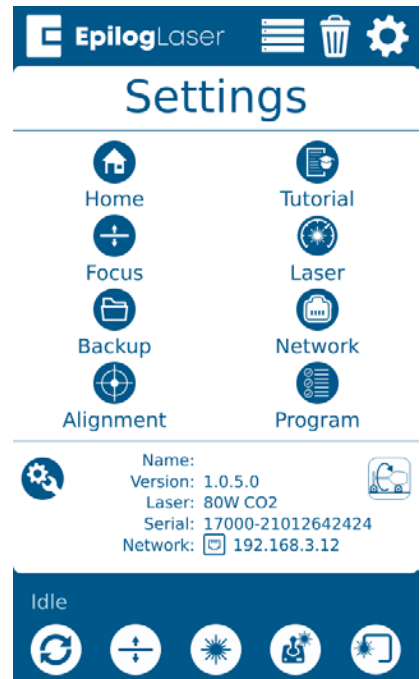 EpilogLaser
Settings
Home
Tutorial
Focus
Laser
Backup
Network
Alignment
Program
Name:
Version: 1.0.5.0
Laser: 80W CO2
Serial: 17000-21012642424
Network: 192.168.3.12
Idle